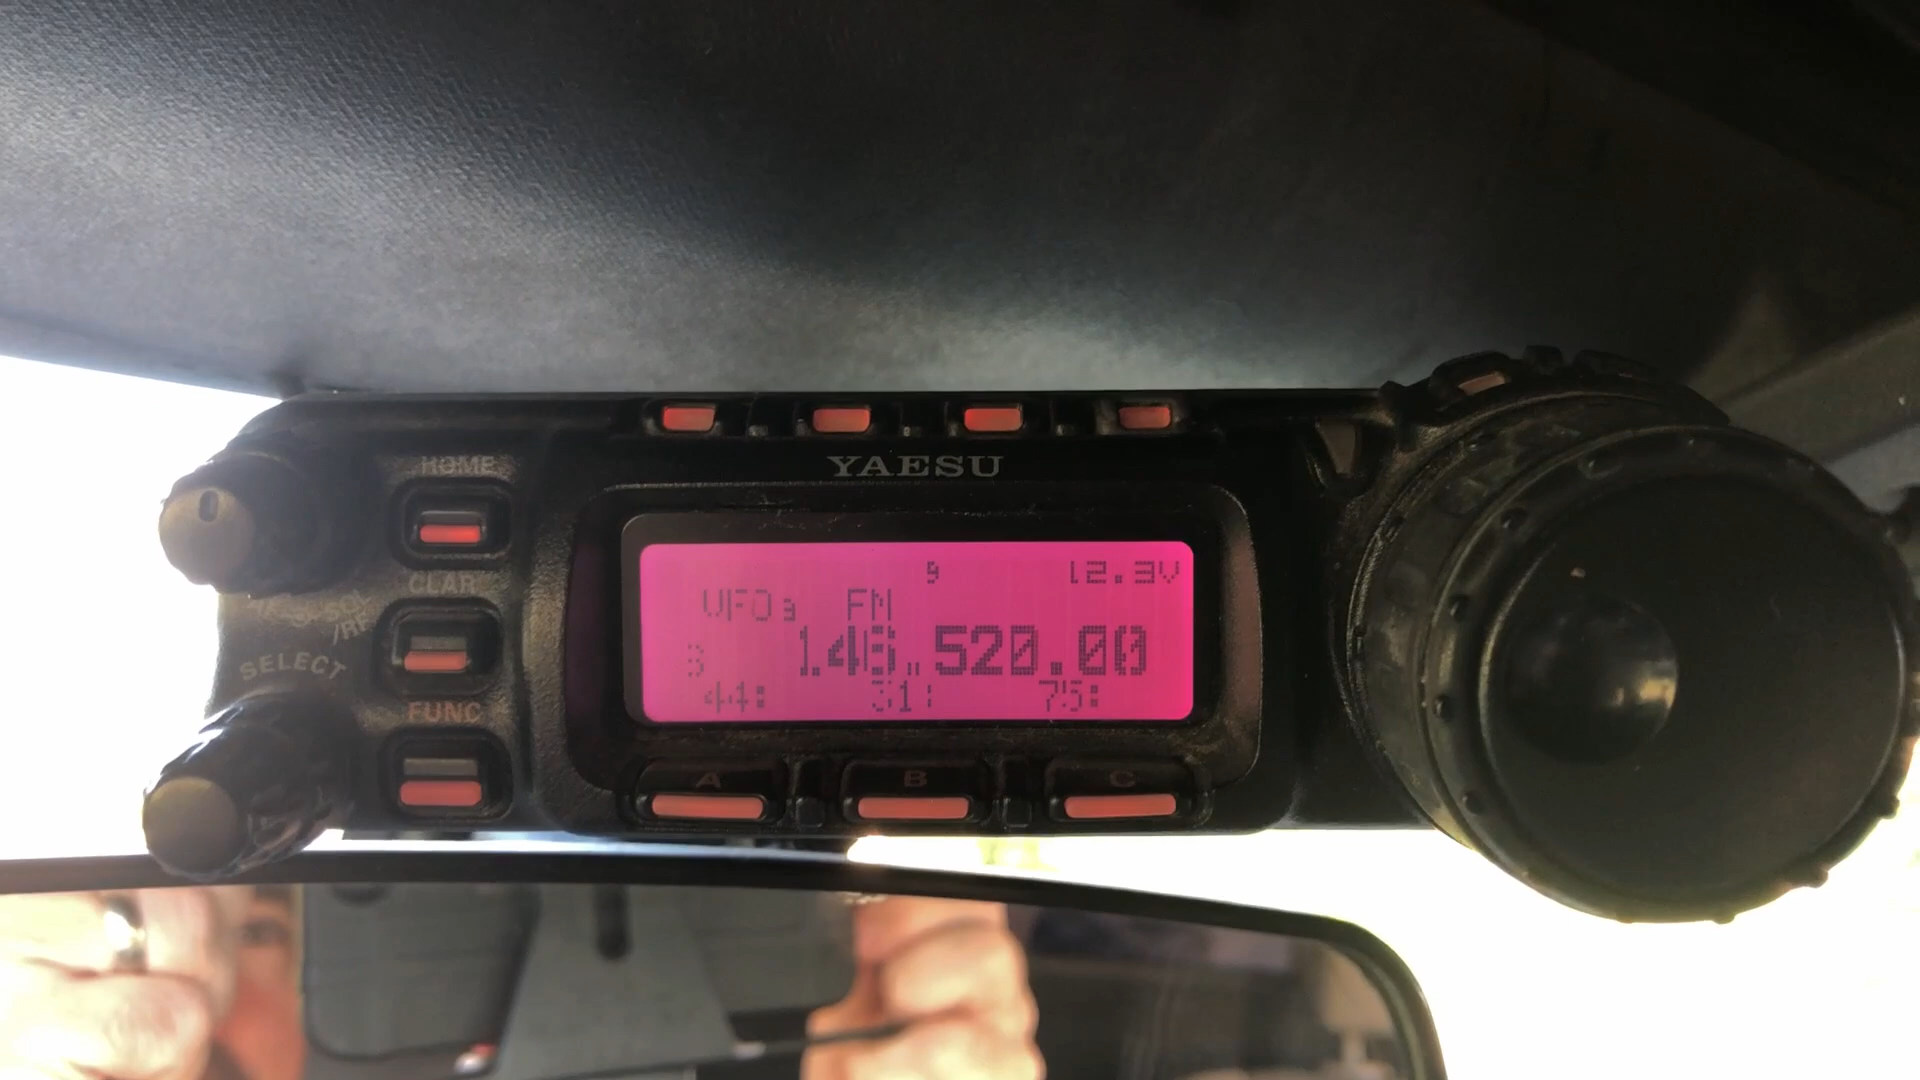 HOME
YAESU
9 12.3V
CLAR
VFO FM
SELECT
146.520.00
FUNC
44: 31: 75:
A B C